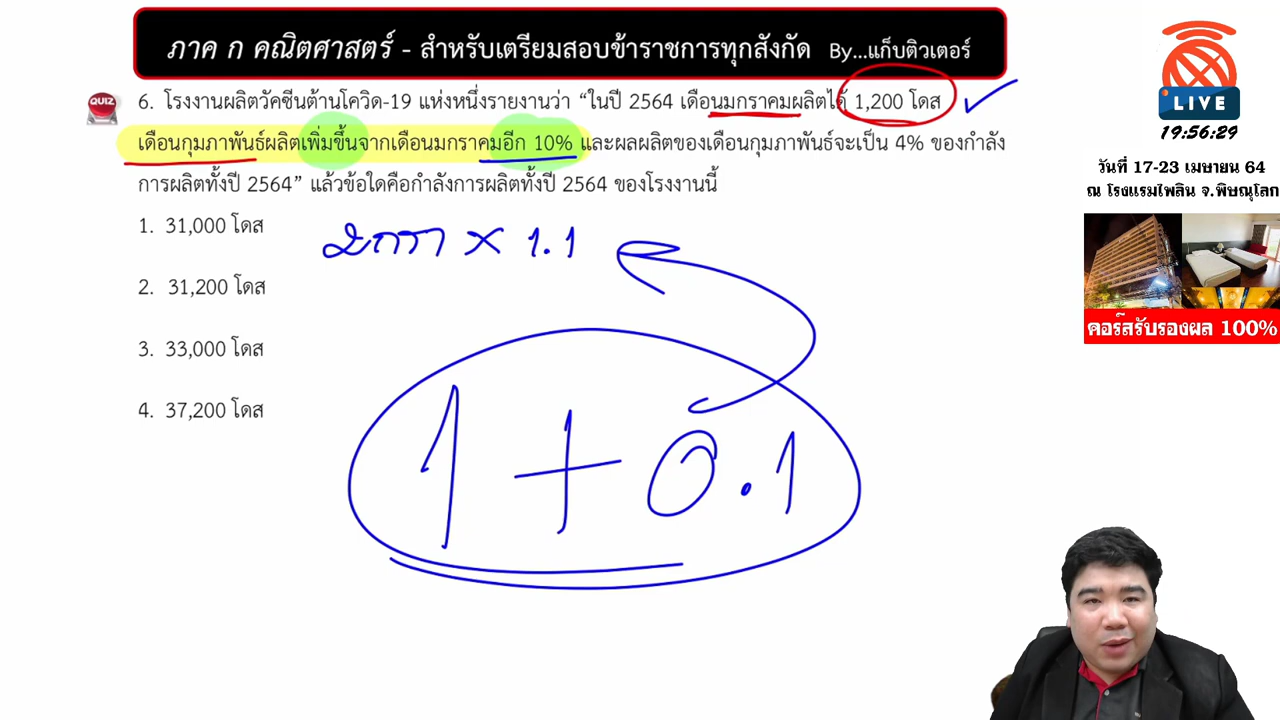 ภาค ก คณิตศาสตร์ - สำหรับเตรียมสอบข้าราชการทุกสังกัด By...แก็บติวเตอร์
QUIZ
6. โรงงานผลิตวัคซีนต้านโควิด-19 แห่งหนึ่งรายงานว่า “ในปี 2564 เดือนมกราคมผลิตได้ 1,200 โดส
เดือนกุมภาพันธ์ผลิตเพิ่มขึ้นจากเดือนมกราคมอีก 10% และผลผลิตของเดือนกุมภาพันธ์จะเป็น 4% ของกำลัง
การผลิตทั้งปี 2564” แล้วข้อใดคือกำลังการผลิตทั้งปี 2564 ของโรงงานนี้
1. 31,000 โดส
มกรา × 1.1
2. 31,200 โดส
3. 33,000 โดส
4. 37,200 โดส
1 + 0.1
LIVE
19:56:29
วันที่ 17-23 เมษายน 64
ณ โรงแรมไพลิน จ.พิษณุโลก
คอร์สรับรองผล 100%